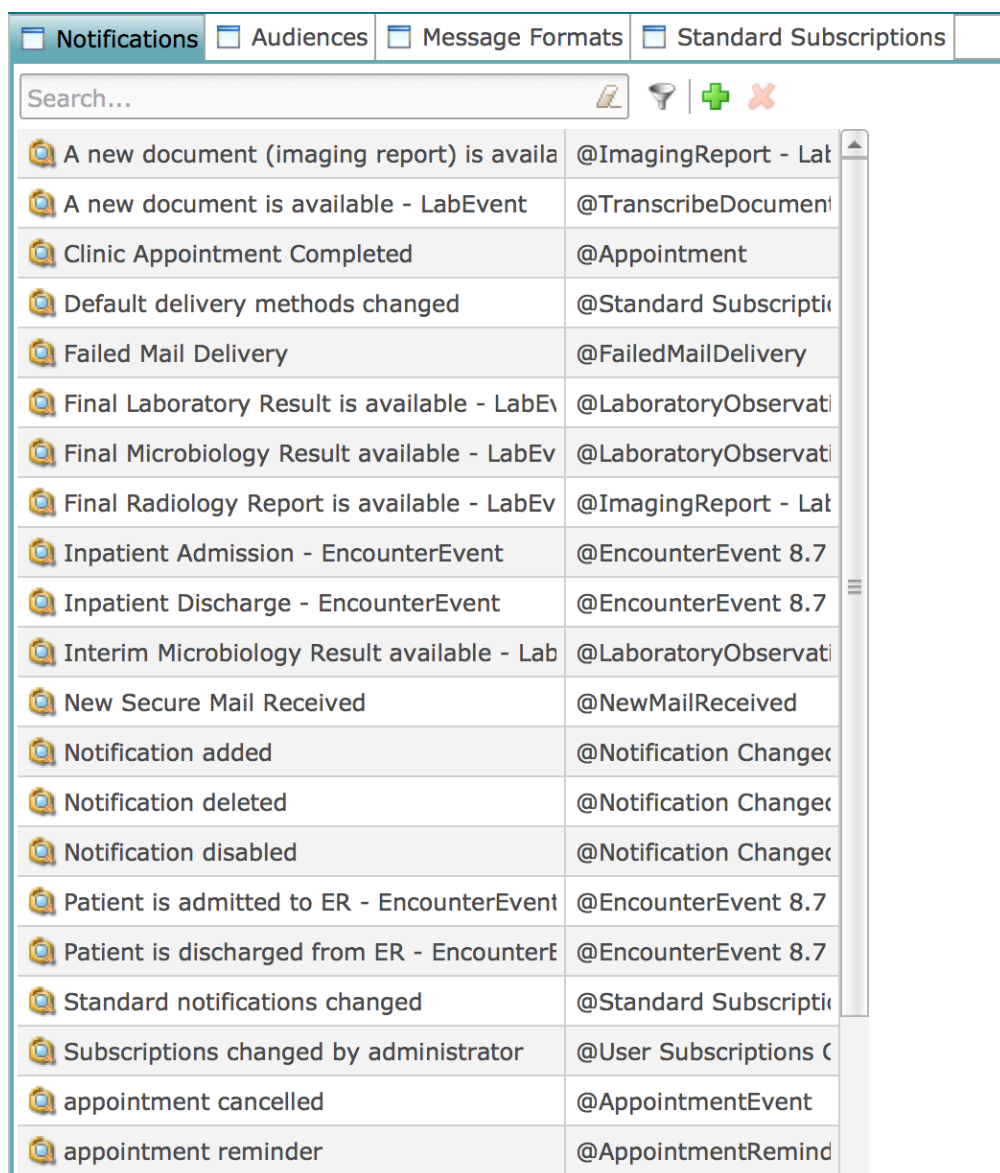 Notifications Audiences Message Formats Standard Subscriptions
Search...
A new document (imaging report) is availa @ImagingReport - Lab
A new document is available - LabEvent @TranscribeDocument
Clinic Appointment Completed @Appointment
Default delivery methods changed @Standard Subscriptio
Failed Mail Delivery @FailedMailDelivery
Final Laboratory Result is available - LabEv @LaboratoryObservati
Final Microbiology Result available - LabEv @LaboratoryObservati
Final Radiology Report is available - LabEv @ImagingReport - Lab
Inpatient Admission - EncounterEvent @EncounterEvent 8.7
Inpatient Discharge - EncounterEvent @EncounterEvent 8.7
Interim Microbiology Result available - Lab @LaboratoryObservati
New Secure Mail Received @NewMailReceived
Notification added @Notification Changed
Notification deleted @Notification Changed
Notification disabled @Notification Changed
Patient is admitted to ER - EncounterEvent @EncounterEvent 8.7
Patient is discharged from ER - EncounterE @EncounterEvent 8.7
Standard notifications changed @Standard Subscriptio
Subscriptions changed by administrator @User Subscriptions C
appointment cancelled @AppointmentEvent
appointment reminder @AppointmentRemind